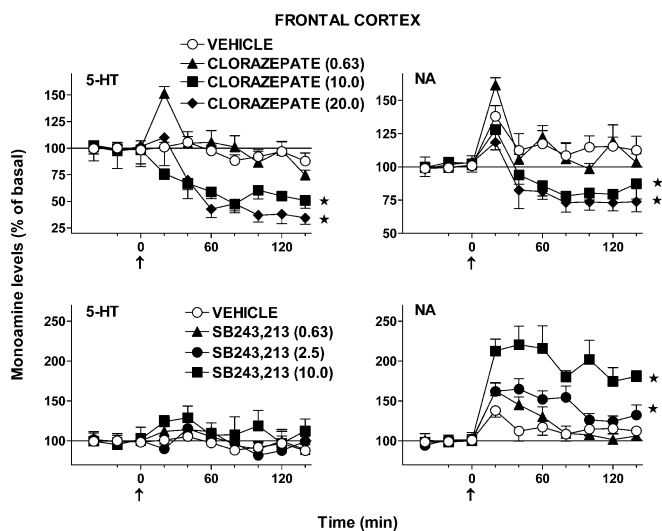 FRONTAL CORTEX
VEHICLE
CLORAZEPATE (0.63)
CLORAZEPATE (10.0)
CLORAZEPATE (20.0)
5-HT
150
125
100
75
50
25
0
60
120
NA
175
150
125
100
75
50
0
60
120
Monoamine levels (% of basal)
5-HT
VEHICLE
SB243,213 (0.63)
SB243,213 (2.5)
SB243,213 (10.0)
250
200
150
100
0
60
120
NA
250
200
150
100
0
60
120
Time (min)